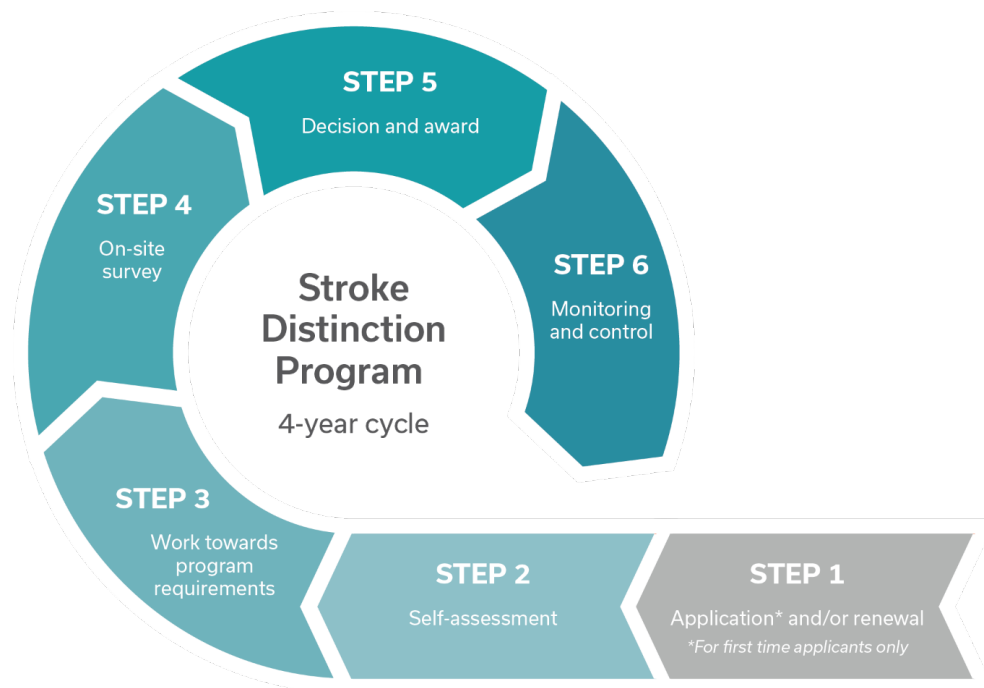 STEP 5
Decision and award
STEP 4
On-site
survey
STEP 6
Monitoring
and control
Stroke
Distinction
Program
4-year cycle
STEP 3
Work towards
program
requirements
STEP 2
Self-assessment
STEP 1
Application* and/or renewal
*For first time applicants only